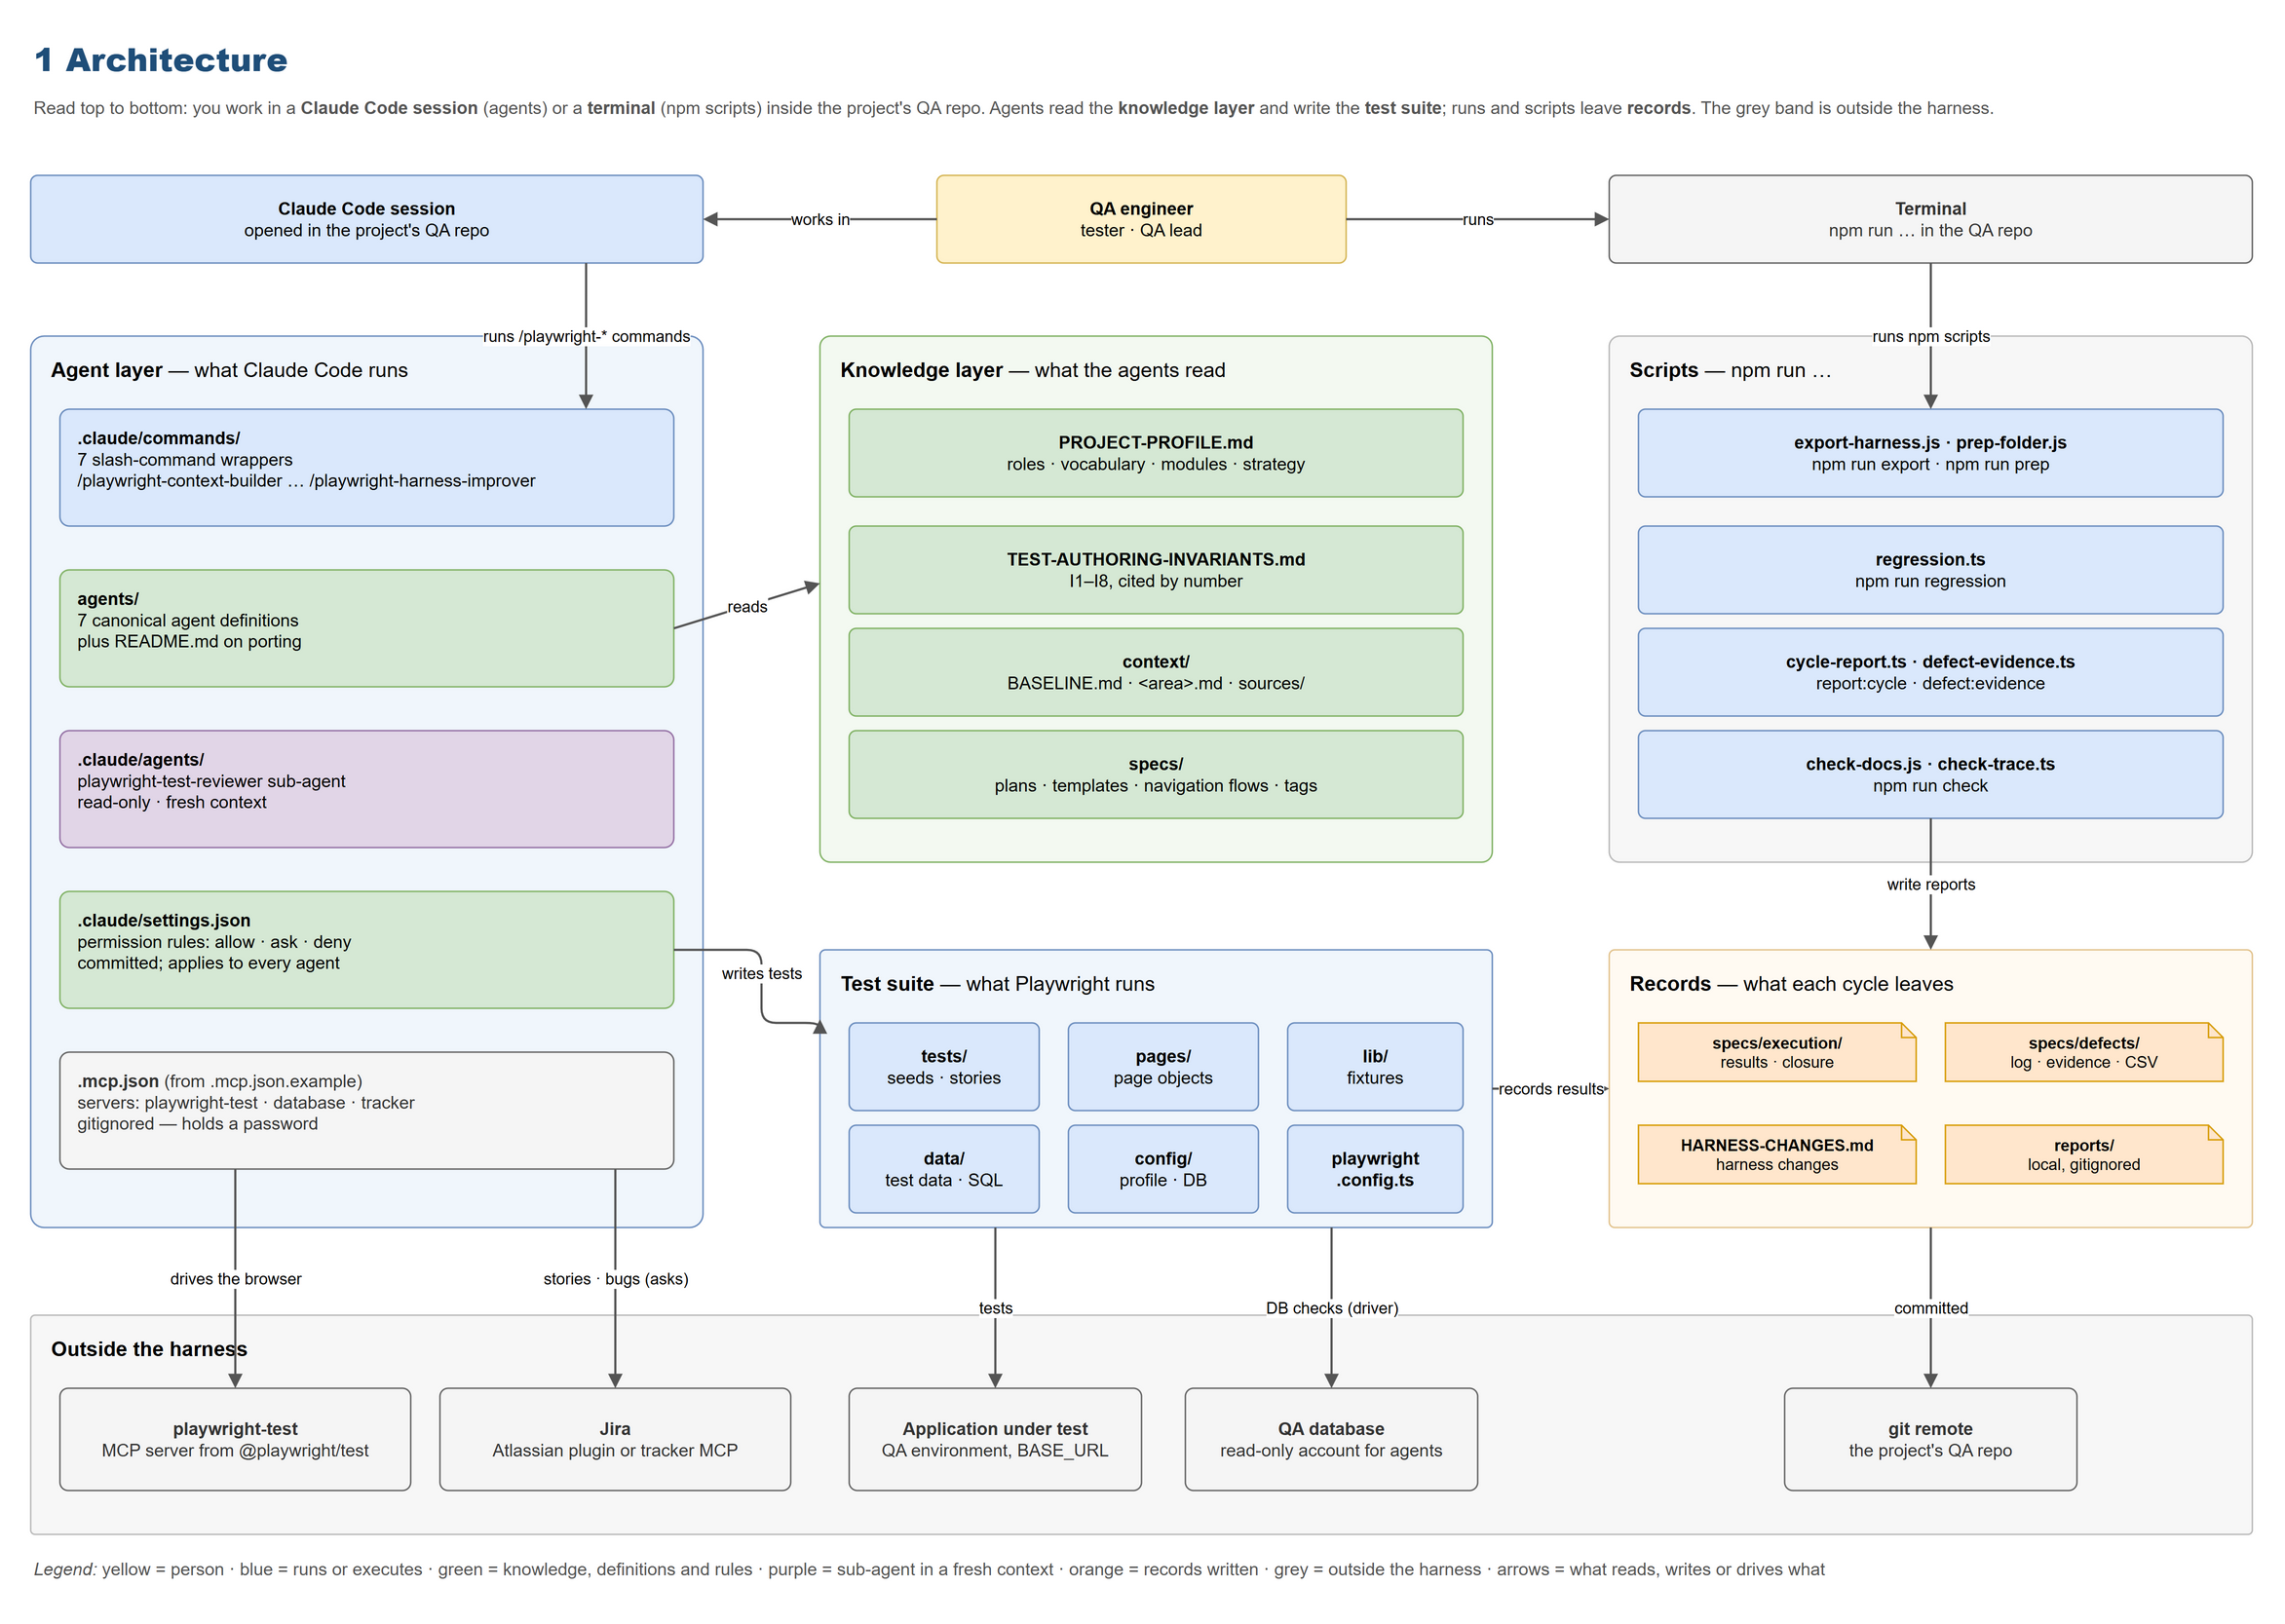 1 Architecture
Read top to bottom: you work in a Claude Code session (agents) or a terminal (npm scripts) inside the project's QA repo. Agents read the knowledge layer and write the test suite; runs and scripts leave records. The grey band is outside the harness.
Claude Code session
opened in the project's QA repo
works in
QA engineer
tester · QA lead
runs
Terminal
npm run … in the QA repo
runs /playwright-* commands
runs npm scripts
Agent layer — what Claude Code runs
.claude/commands/
7 slash-command wrappers
/playwright-context-builder … /playwright-harness-improver
agents/
7 canonical agent definitions
plus README.md on porting
.claude/agents/
playwright-test-reviewer sub-agent
read-only · fresh context
.claude/settings.json
permission rules: allow · ask · deny
committed; applies to every agent
.mcp.json (from .mcp.json.example)
servers: playwright-test · database · tracker
gitignored — holds a password
reads
writes tests
Knowledge layer — what the agents read
PROJECT-PROFILE.md
roles · vocabulary · modules · strategy
TEST-AUTHORING-INVARIANTS.md
I1–I8, cited by number
context/
BASELINE.md · <area>.md · sources/
specs/
plans · templates · navigation flows · tags
Scripts — npm run …
export-harness.js · prep-folder.js
npm run export · npm run prep
regression.ts
npm run regression
cycle-report.ts · defect-evidence.ts
report:cycle · defect:evidence
check-docs.js · check-trace.ts
npm run check
write reports
Test suite — what Playwright runs
tests/
seeds · stories
pages/
page objects
lib/
fixtures
data/
test data · SQL
config/
profile · DB
playwright
.config.ts
records results
Records — what each cycle leaves
specs/execution/
results · closure
specs/defects/
log · evidence · CSV
HARNESS-CHANGES.md
harness changes
reports/
local, gitignored
drives the browser
stories · bugs (asks)
tests
DB checks (driver)
committed
Outside the harness
playwright-test
MCP server from @playwright/test
Jira
Atlassian plugin or tracker MCP
Application under test
QA environment, BASE_URL
QA database
read-only account for agents
git remote
the project's QA repo
Legend: yellow = person · blue = runs or executes · green = knowledge, definitions and rules · purple = sub-agent in a fresh context · orange = records written · grey = outside the harness · arrows = what reads, writes or drives what